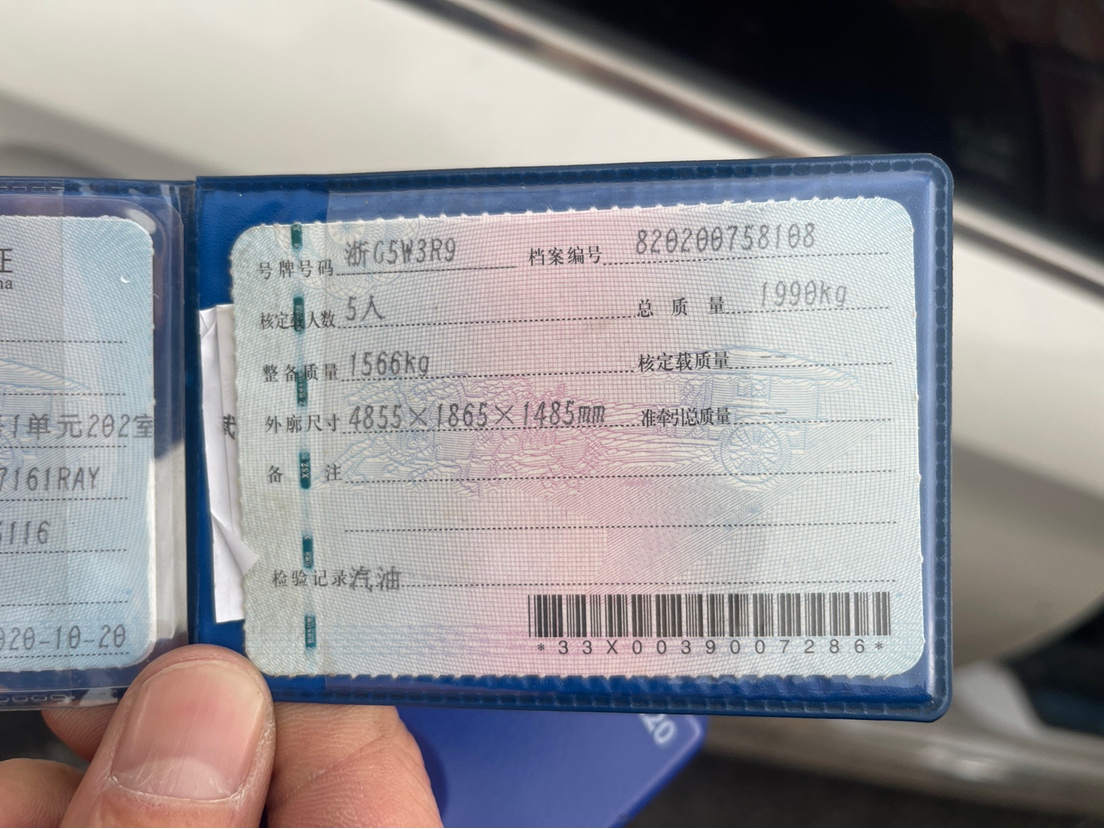 证
na
1单元202室
7161RAY
5116
020-10-20
号牌号码 浙G5W3R9 档案编号 820200758108
核定载人数 5人 总质量 1990kg
整备质量 1566kg 核定载质量 --
外廓尺寸 4855×1865×1485mm 准牵引总质量 --
备注
检验记录 汽油
*33X0039007286*
20